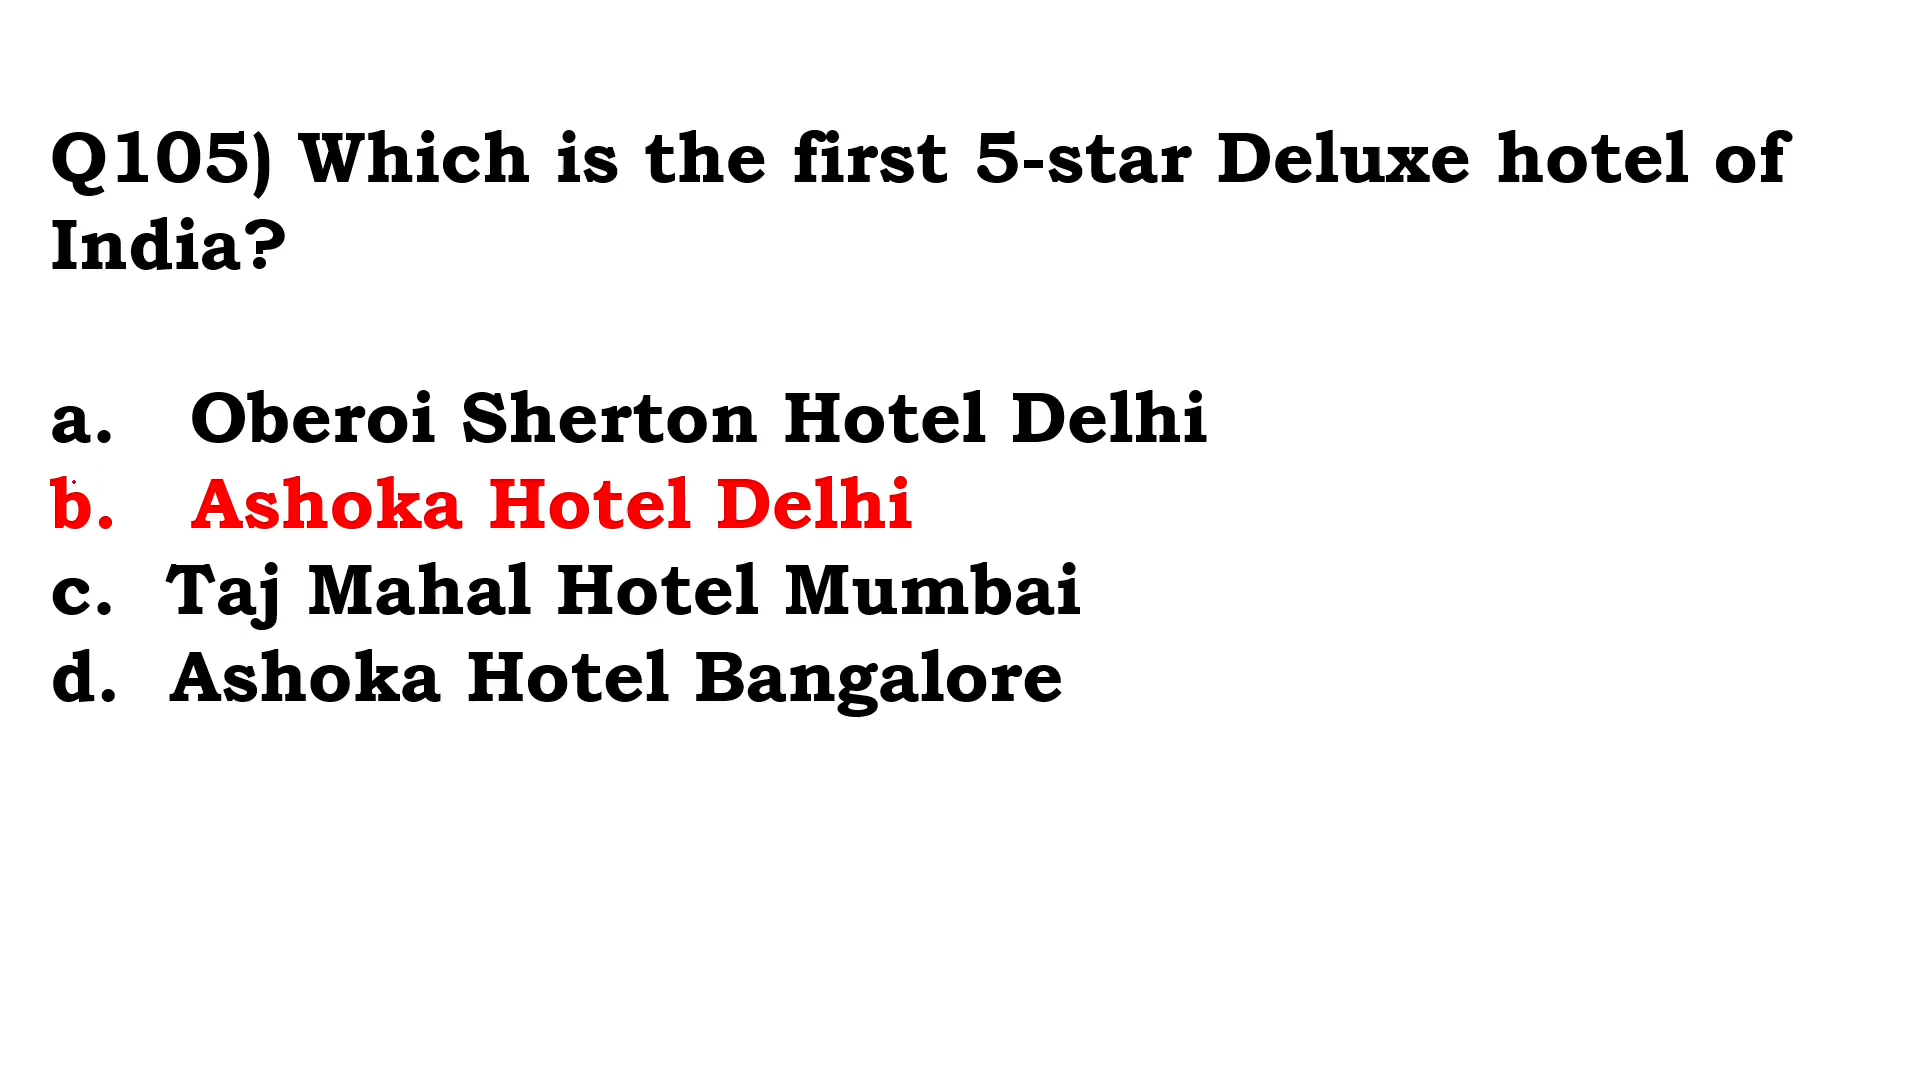 Q105) Which is the first 5-star Deluxe hotel of
India?
a. Oberoi Sherton Hotel Delhi
b. Ashoka Hotel Delhi
c. Taj Mahal Hotel Mumbai
d. Ashoka Hotel Bangalore